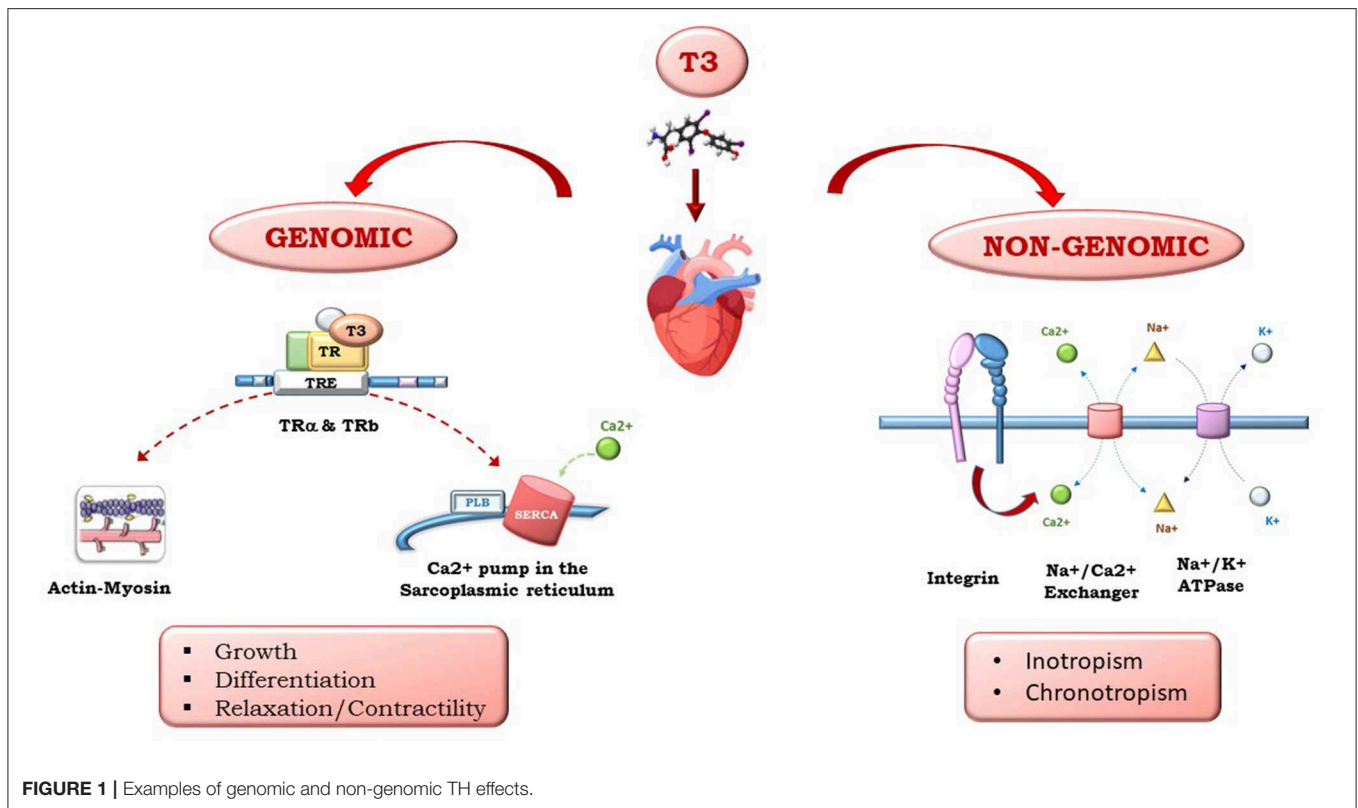 T3
GENOMIC
NON-GENOMIC
T3
TR
TRE
TRα & TRb
Ca2+
PLB
SERCA
Actin-Myosin
Ca2+ pump in the
Sarcoplasmic reticulum
▪ Growth
▪ Differentiation
▪ Relaxation/Contractility
Ca2+
Na+
K+
Ca2+
Na+
K+
Integrin
Na+/Ca2+
Exchanger
Na+/K+
ATPase
• Inotropism
• Chronotropism
FIGURE 1 | Examples of genomic and non-genomic TH effects.